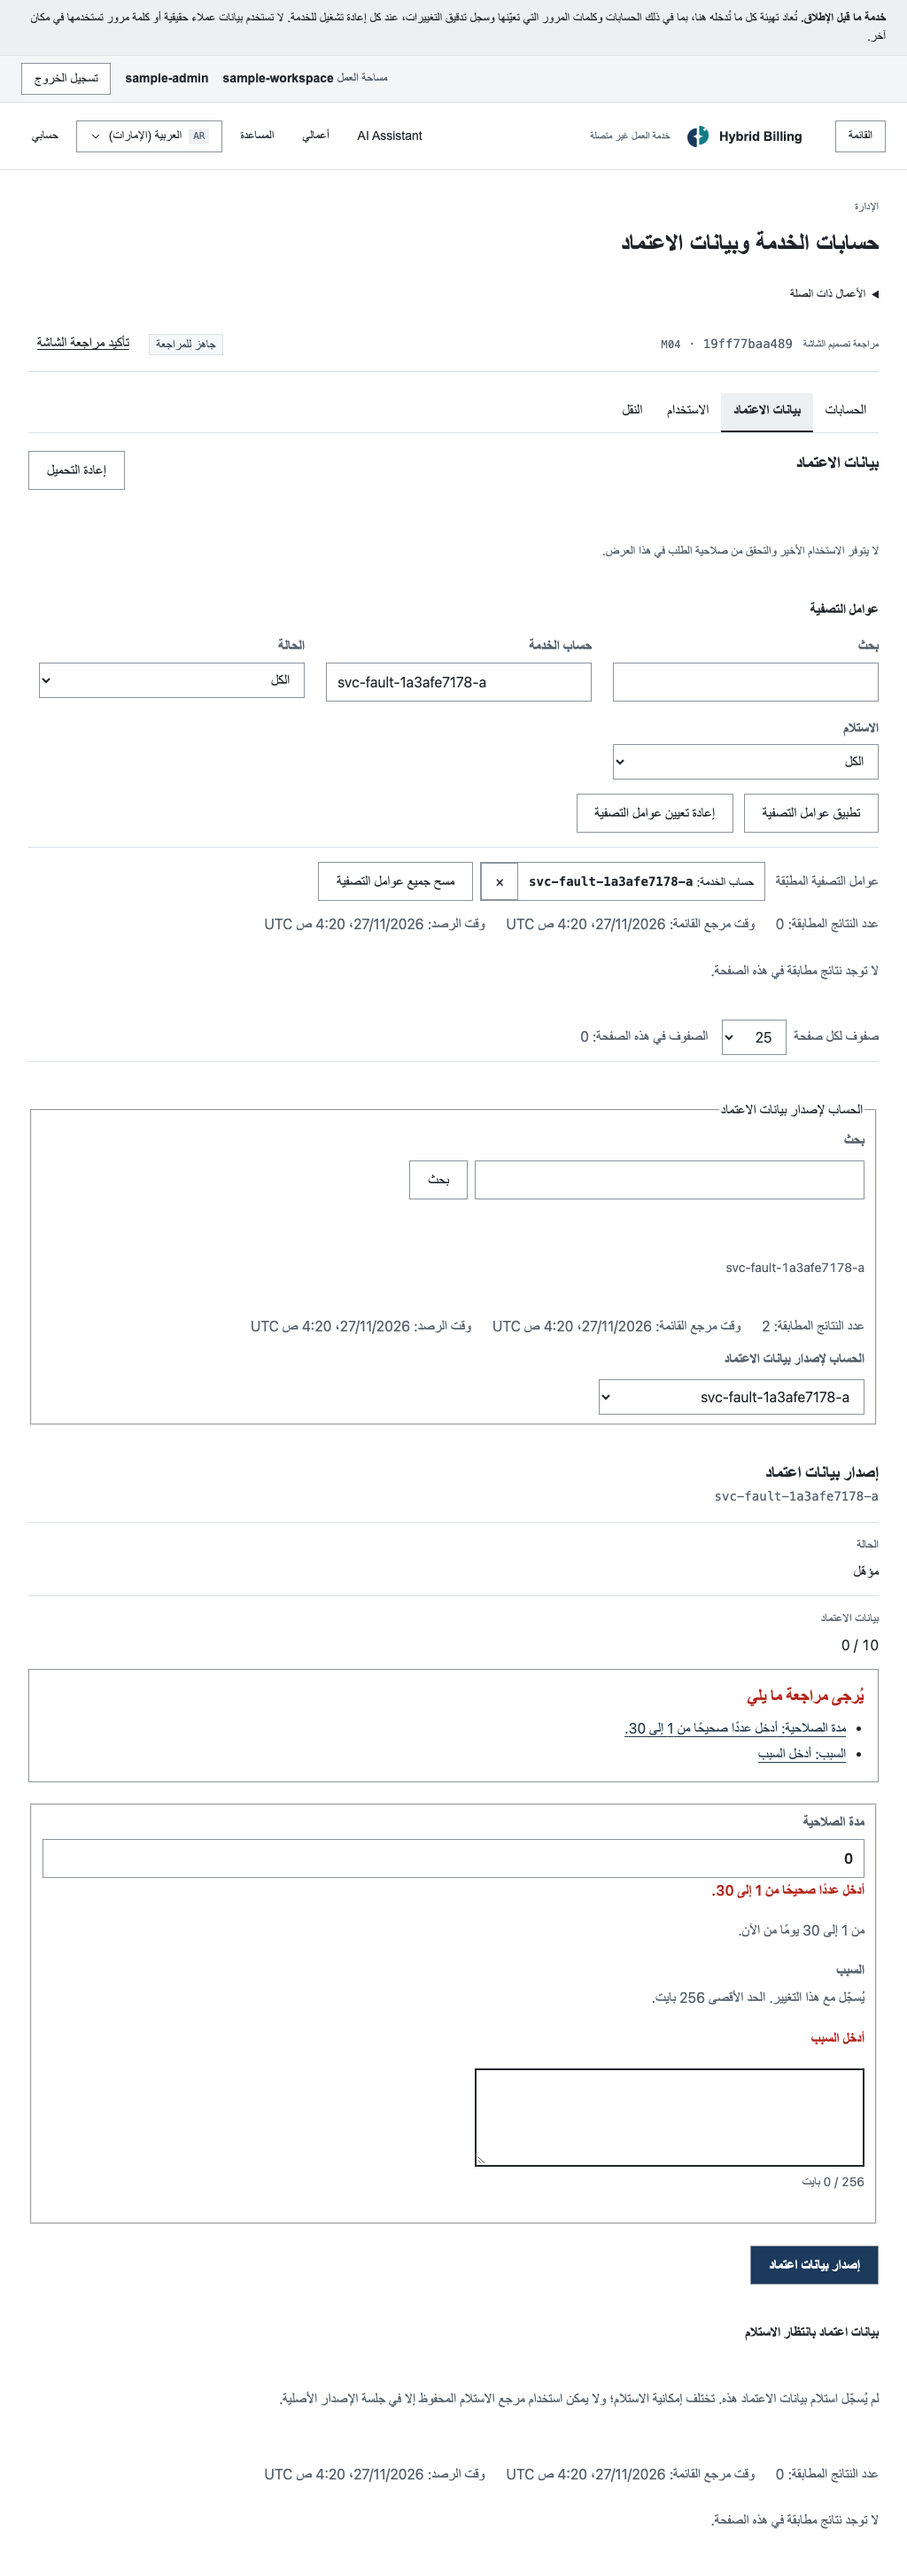 خدمة ما قبل الإطلاق. تُعاد تهيئة كل ما تُدخله هنا، بما في ذلك الحسابات وكلمات المرور التي تعيّنها وسجل تدقيق التغييرات، عند كل إعادة تشغيل للخدمة. لا تستخدم بيانات عملاء حقيقية أو كلمة مرور تستخدمها في مكان
آخر.
مساحة العمل sample-workspace sample-admin تسجيل الخروج
القائمة Hybrid Billing خدمة العمل غير متصلة AI Assistant أعمالي المساعدة AR العربية (الإمارات) حسابي
الإدارة
حسابات الخدمة وبيانات الاعتماد
الأعمال ذات الصلة
مراجعة تصميم الشاشة M04 · 19ff77baa489 جاهز للمراجعة تأكيد مراجعة الشاشة
الحسابات بيانات الاعتماد الاستخدام النقل
بيانات الاعتماد إعادة التحميل
لا يتوفر الاستخدام الأخير والتحقق من صلاحية الطلب في هذا العرض.
عوامل التصفية
بحث حساب الخدمة الحالة
svc-fault-1a3afe7178-a الكل
الاستلام
الكل
تطبيق عوامل التصفية إعادة تعيين عوامل التصفية
عوامل التصفية المطبّقة حساب الخدمة: svc-fault-1a3afe7178-a × مسح جميع عوامل التصفية
عدد النتائج المطابقة: 0 وقت مرجع القائمة: 27/11/2026، 4:20 ص UTC وقت الرصد: 27/11/2026، 4:20 ص UTC
لا توجد نتائج مطابقة في هذه الصفحة.
صفوف لكل صفحة 25 الصفوف في هذه الصفحة: 0
الحساب لإصدار بيانات الاعتماد
بحث
بحث
svc-fault-1a3afe7178-a
عدد النتائج المطابقة: 2 وقت مرجع القائمة: 27/11/2026، 4:20 ص UTC وقت الرصد: 27/11/2026، 4:20 ص UTC
الحساب لإصدار بيانات الاعتماد
svc-fault-1a3afe7178-a
إصدار بيانات اعتماد
svc-fault-1a3afe7178-a
الحالة
مؤهّل
بيانات الاعتماد
0 / 10
يُرجى مراجعة ما يلي
مدة الصلاحية: أدخل عددًا صحيحًا من 1 إلى 30.
السبب: أدخل السبب
مدة الصلاحية
0
أدخل عددًا صحيحًا من 1 إلى 30.
من 1 إلى 30 يومًا من الآن.
السبب
يُسجّل مع هذا التغيير. الحد الأقصى 256 بايت.
أدخل السبب
256 / 0 بايت
إصدار بيانات اعتماد
بيانات اعتماد بانتظار الاستلام
لم يُسجّل استلام بيانات الاعتماد هذه. تختلف إمكانية الاستلام؛ ولا يمكن استخدام مرجع الاستلام المحفوظ إلا في جلسة الإصدار الأصلية.
عدد النتائج المطابقة: 0 وقت مرجع القائمة: 27/11/2026، 4:20 ص UTC وقت الرصد: 27/11/2026، 4:20 ص UTC
لا توجد نتائج مطابقة في هذه الصفحة.